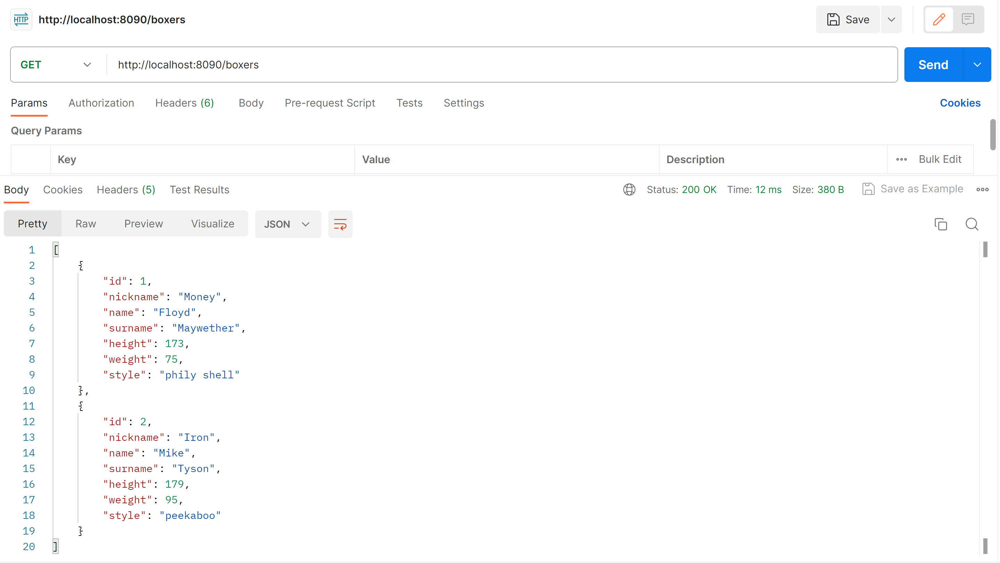 HTTP http://localhost:8090/boxers Save
GET http://localhost:8090/boxers Send
Params Authorization Headers (6) Body Pre-request Script Tests Settings Cookies
Query Params
Key Value Description Bulk Edit
Body Cookies Headers (5) Test Results Status: 200 OK Time: 12 ms Size: 380 B Save as Example
Pretty Raw Preview Visualize JSON
1 [
2 {
3 "id": 1,
4 "nickname": "Money",
5 "name": "Floyd",
6 "surname": "Maywether",
7 "height": 173,
8 "weight": 75,
9 "style": "phily shell"
10 },
11 {
12 "id": 2,
13 "nickname": "Iron",
14 "name": "Mike",
15 "surname": "Tyson",
16 "height": 179,
17 "weight": 95,
18 "style": "peekaboo"
19 }
20 ]